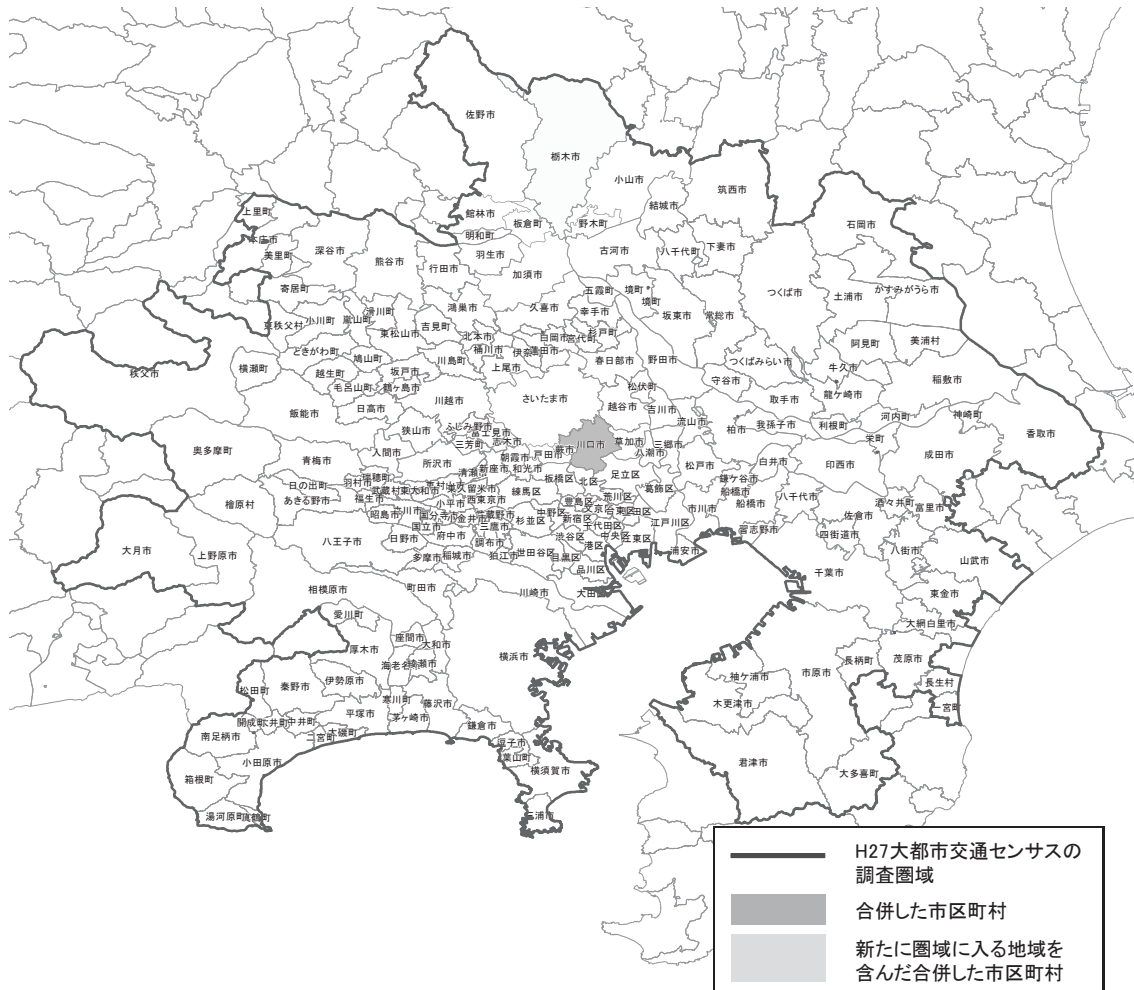 佐野市
栃木市
小山市
筑西市
結城市
上里町
館林市
板倉町
野木町
石岡市
明和町
本庄市
美里町
深谷市
熊谷市
行田市
羽生市
加須市
古河市
八千代町
下妻市
寄居町
五霞町
境町
境町
つくば市
土浦市
かすみがうら市
東秩父村
小川町
嵐山町
滑川町
東松山市
吉見町
鴻巣市
久喜市
幸手市
坂東市
常総市
北本市
白岡市
宮代町
杉戸町
阿見町
美浦村
秩父市
横瀬町
ときがわ町
鳩山町
越生町
毛呂山町
坂戸市
鶴ヶ島市
川島町
桶川市
伊奈町
蓮田市
上尾市
春日部市
野田市
つくばみらい市
牛久市
守谷市
稲敷市
飯能市
日高市
川越市
さいたま市
松伏町
越谷市
吉川市
流山市
取手市
龍ケ崎市
河内町
神崎町
香取市
狭山市
ふじみ野市
富士見市
三芳町
志木市
川口市
蕨市
戸田市
草加市
八潮市
三郷市
柏市
我孫子市
利根町
栄町
奥多摩町
青梅市
入間市
所沢市
清瀬市
新座市
朝霞市
和光市
板橋区
北区
足立区
松戸市
鎌ケ谷市
白井市
印西市
成田市
日の出町
羽村市
瑞穂町
武蔵村山市
東大和市
東村山市
東久留米市
練馬区
豊島区
荒川区
葛飾区
船橋市
船橋市
八千代市
酒々井町
富里市
檜原村
あきる野市
福生市
昭島市
立川市
小平市
西東京市
国分寺市
小金井市
武蔵野市
杉並区
中野区
新宿区
文京区
台東区
墨田区
千代田区
江戸川区
市川市
習志野市
佐倉市
大月市
上野原市
八王子市
日野市
国立市
府中市
調布市
三鷹市
狛江市
世田谷区
渋谷区
目黒区
港区
中央区
江東区
浦安市
四街道市
八街市
山武市
多摩市
稲城市
品川区
大田区
千葉市
東金市
相模原市
町田市
川崎市
愛川町
大網白里市
厚木市
座間市
大和市
海老名市
綾瀬市
横浜市
袖ケ浦市
市原市
長柄町
茂原市
長生村
一宮町
松田町
秦野市
伊勢原市
寒川町
藤沢市
木更津市
開成町
大井町
中井町
平塚市
茅ヶ崎市
鎌倉市
南足柄市
二宮町
大磯町
逗子市
葉山町
小田原市
横須賀市
君津市
大多喜町
箱根町
湯河原町
真鶴町
三浦市
H27大都市交通センサスの
調査圏域
合併した市区町村
新たに圏域に入る地域を
含んだ合併した市区町村